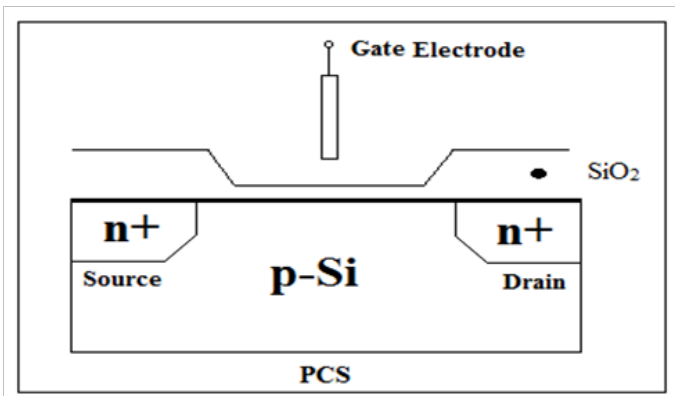 Gate Electrode
SiO₂
n+
n+
Source
p-Si
Drain
PCS